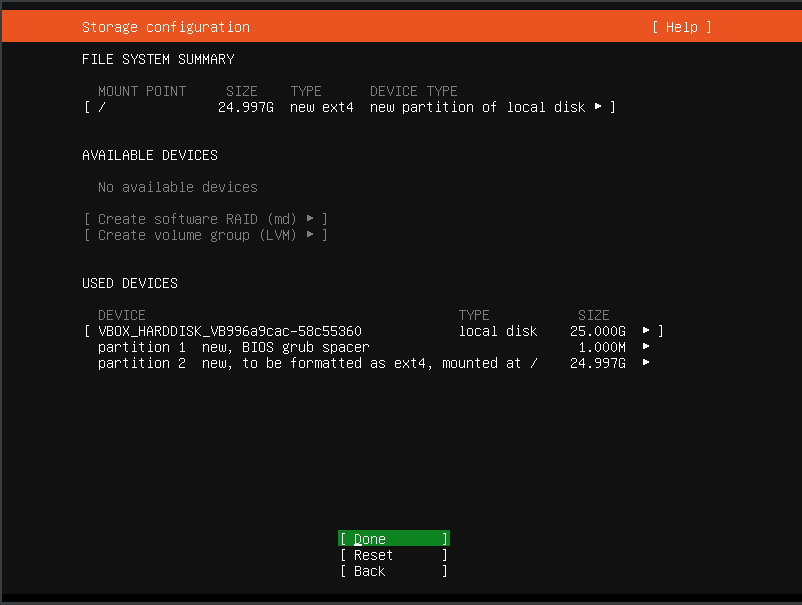 Storage configuration [ Help ]
FILE SYSTEM SUMMARY
MOUNT POINT SIZE TYPE DEVICE TYPE
[ / 24.997G new ext4 new partition of local disk ▸ ]
AVAILABLE DEVICES
No available devices
[ Create software RAID (md) ▸ ]
[ Create volume group (LVM) ▸ ]
USED DEVICES
DEVICE TYPE SIZE
[ VBOX_HARDDISK_VB996a9cac-58c55360 local disk 25.000G ▸ ]
partition 1 new, BIOS grub spacer 1.000M ▸
partition 2 new, to be formatted as ext4, mounted at / 24.997G ▸
[ Done ]
[ Reset ]
[ Back ]